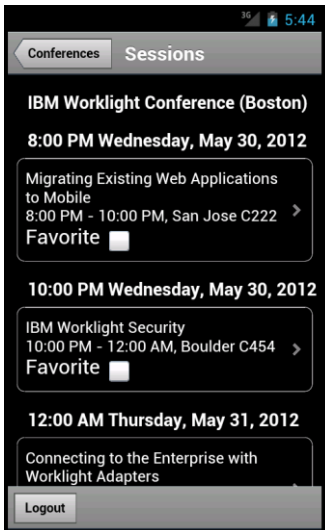 36 5:44
Conferences Sessions
IBM Worklight Conference (Boston)
8:00 PM Wednesday, May 30, 2012
Migrating Existing Web Applications
to Mobile
8:00 PM - 10:00 PM, San Jose C222
Favorite
10:00 PM Wednesday, May 30, 2012
IBM Worklight Security
10:00 PM - 12:00 AM, Boulder C454
Favorite
12:00 AM Thursday, May 31, 2012
Connecting to the Enterprise with
Worklight Adapters
Logout